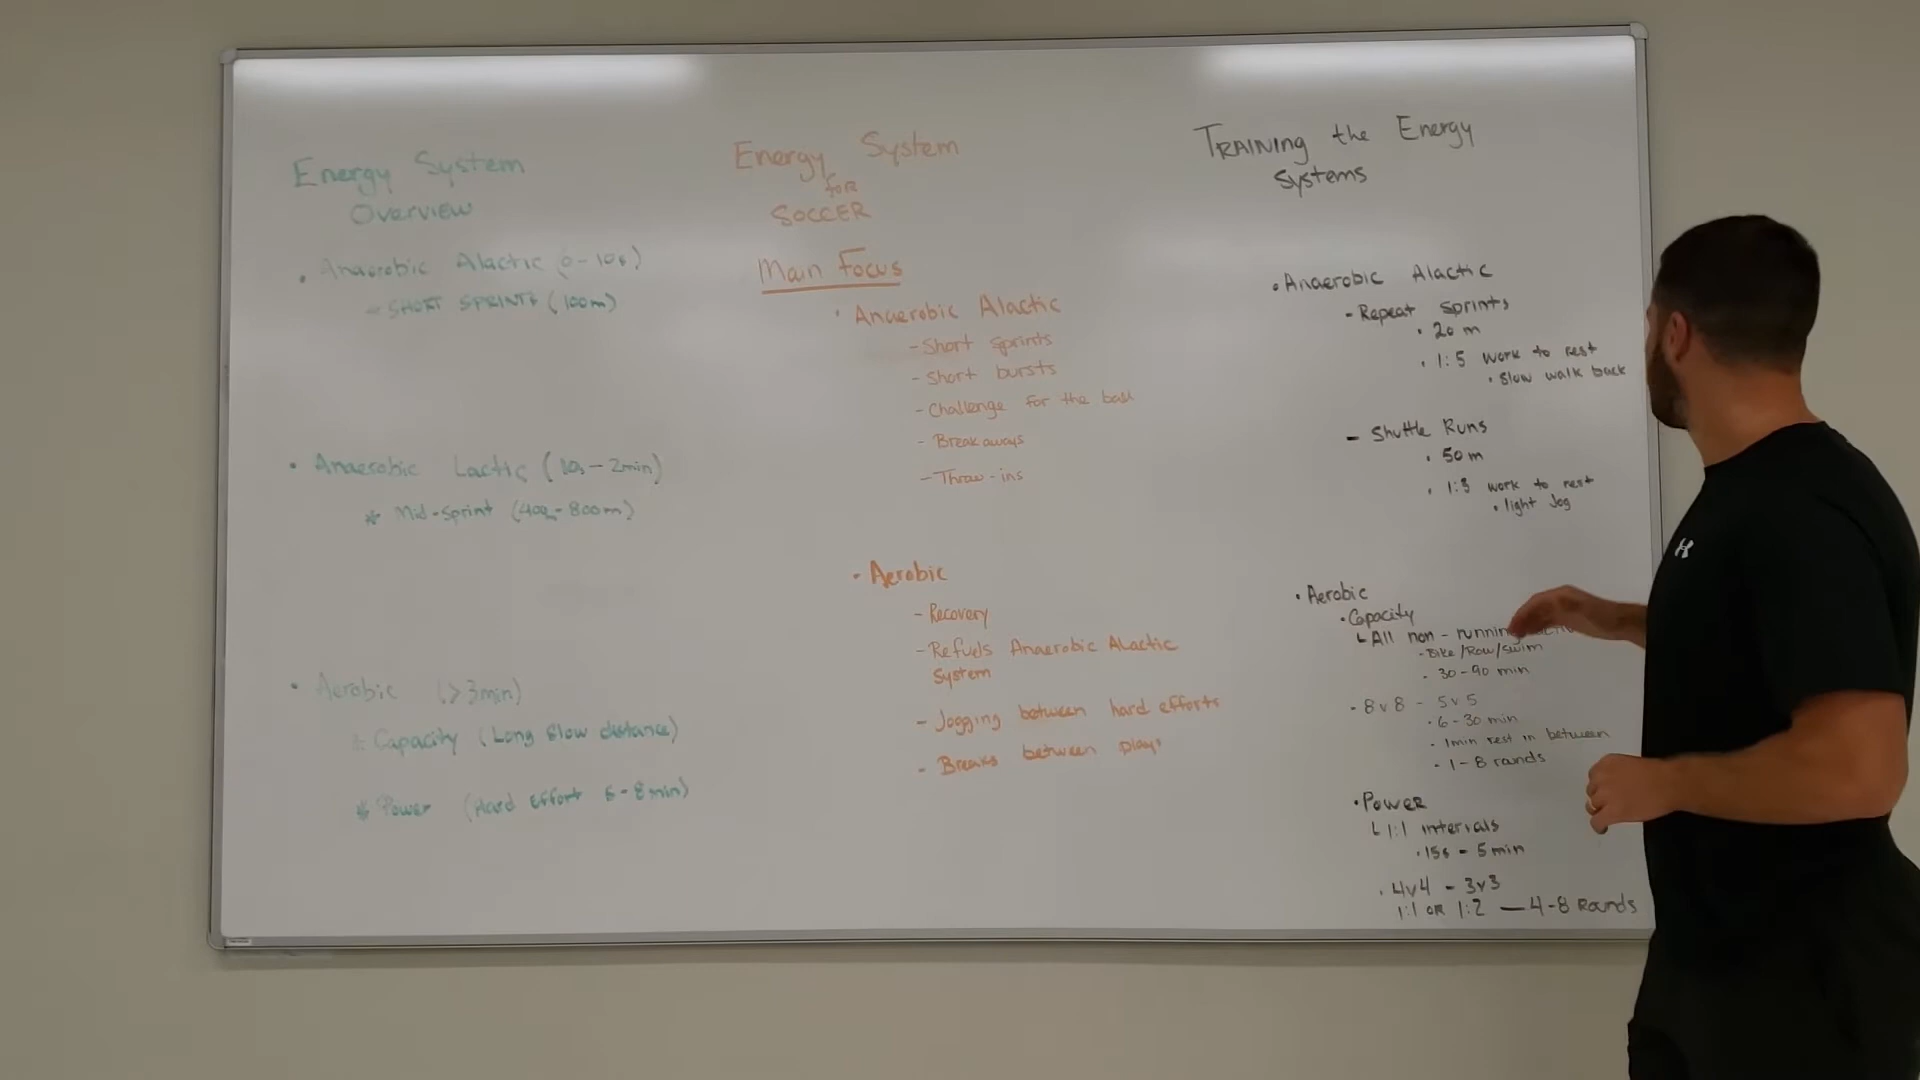 Energy System
Overview
• Anaerobic Alactic (0-10s)
- SHORT SPRINTS (100m)
• Anaerobic Lactic (10s - 2min)
* Mid-Sprint (400 - 800m)
• Aerobic (>3min)
* Capacity (Long Slow distance)
* Power (Hard Effort 6-8min)
Energy System
for
SOCCER
Main Focus
• Anaerobic Alactic
- Short Sprints
- Short bursts
- Challenge for the ball
- Breakaways
- Throw-ins
• Aerobic
- Recovery
- Refuels Anaerobic Alactic
System
- Jogging between hard efforts
- Breaks between plays
TRAINING the Energy
Systems
• Anaerobic Alactic
- Repeat Sprints
• 20 m
• 1:5 work to rest
• Slow walk back
- Shuttle Runs
• 50 m
• 1:3 work to rest
• light Jog
• Aerobic
• Capacity
All non-running
- Bike/Row/Swim
• 30-90 min
• 8v8 - 5v5
• 6-30 min
• 1min rest in between
• 1-8 rounds
• Power
1:1 intervals
• 15s - 5min
• 4v4 - 3v3
1:1 OR 1:2 — 4-8 Rounds